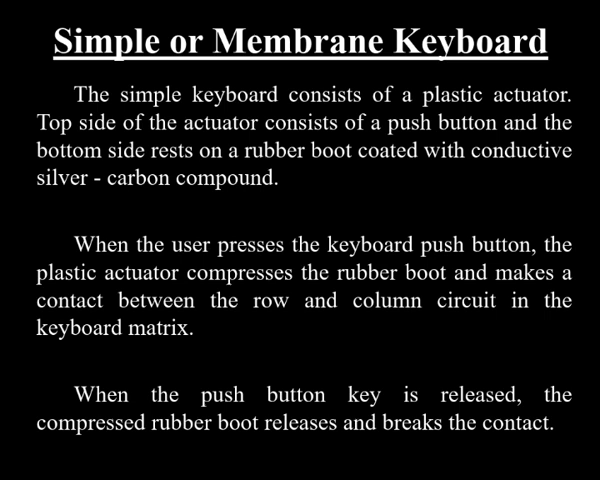 Simple or Membrane Keyboard
The simple keyboard consists of a plastic actuator.
Top side of the actuator consists of a push button and the
bottom side rests on a rubber boot coated with conductive
silver - carbon compound.
When the user presses the keyboard push button, the
plastic actuator compresses the rubber boot and makes a
contact between the row and column circuit in the
keyboard matrix.
When the push button key is released, the
compressed rubber boot releases and breaks the contact.